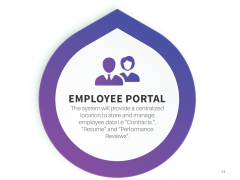 EMPLOYEE PORTAL
The system will provide a centralized
location to store and manage
employee data i.e "Contracts",
"Resume" and "Performance
Reviews".